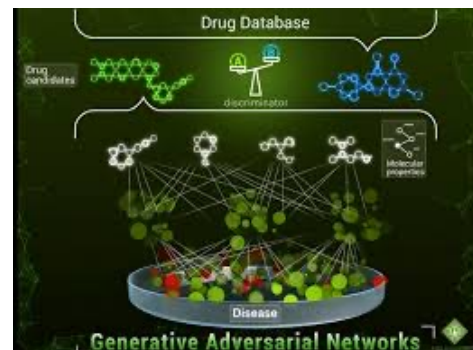 Drug Database
Drug
candidates
A
B
discriminator
Molecular
properties
Disease
Generative Adversarial Networks